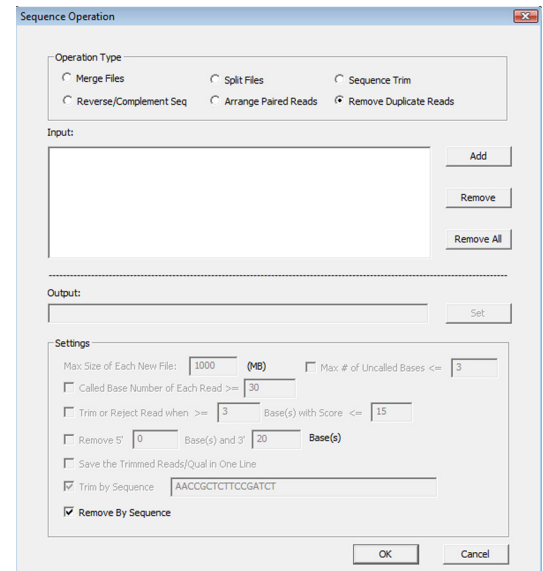 Sequence Operation
Operation Type
Merge Files Split Files Sequence Trim
Reverse/Complement Seq Arrange Paired Reads Remove Duplicate Reads
Input:
Add
Remove
Remove All
Output:
Set
Settings
Max Size of Each New File: 1000 (MB) Max # of Uncalled Bases <= 3
Called Base Number of Each Read >= 30
Trim or Reject Read when >= 3 Base(s) with Score <= 15
Remove 5' 0 Base(s) and 3' 20 Base(s)
Save the Trimmed Reads/Qual in One Line
Trim by Sequence AACCGCTCTTCCGATCT
Remove By Sequence
OK Cancel